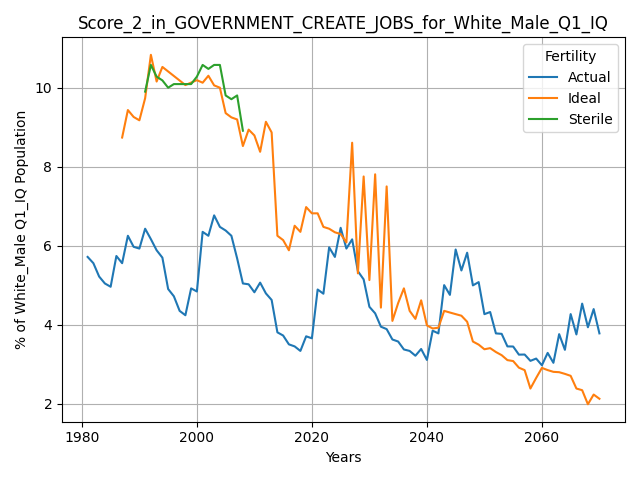 Score_2_in_GOVERNMENT_CREATE_JOBS_for_White_Male_Q1_IQ
Fertility
Actual
Ideal
Sterile
% of White_Male Q1_IQ Population
10
8
6
4
2
1980
2000
2020
2040
2060
Years